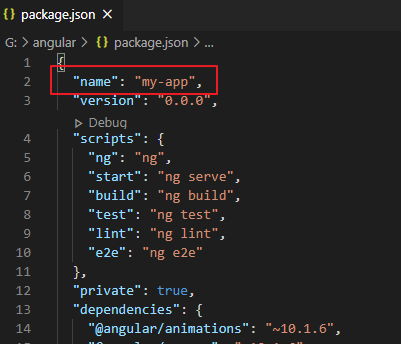 {} package.json ×
G: > angular > {} package.json > ...
1 {
2 "name": "my-app",
3 "version": "0.0.0",
Debug
4 "scripts": {
5 "ng": "ng",
6 "start": "ng serve",
7 "build": "ng build",
8 "test": "ng test",
9 "lint": "ng lint",
10 "e2e": "ng e2e"
11 },
12 "private": true,
13 "dependencies": {
14 "@angular/animations": "~10.1.6",